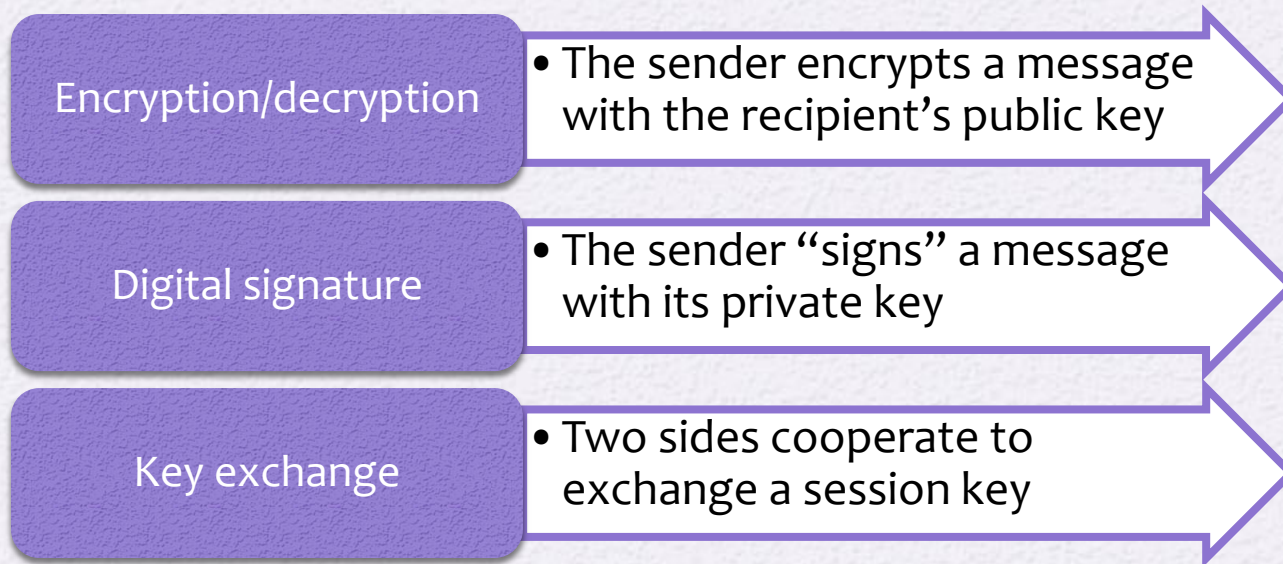 Encryption/decryption
• The sender encrypts a message
with the recipient’s public key
Digital signature
• The sender “signs” a message
with its private key
Key exchange
• Two sides cooperate to
exchange a session key